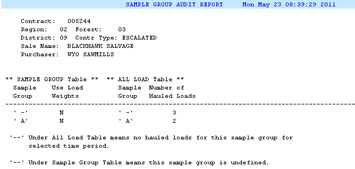 SAMPLE GROUP AUDIT REPORT Mon May 23 08:39:29 2011
Contract: 005244
Region: 02 Forest: 03
District: 09 Contr Type: ESCALATED
Sale Name: BLACKHAWK SALVAGE
Purchaser: WYO SAWMILLS
** SAMPLE GROUP Table ** ** ALL LOAD Table **
Sample Use Load Sample Number of
Group Weights Group Hauled Loads
' -' N ' -' 3
' A' N ' A' 2
'--' Under All Load Table means no hauled loads for this sample group for
selected time period.
'--' Under Sample Group Table means this sample group is undefined.